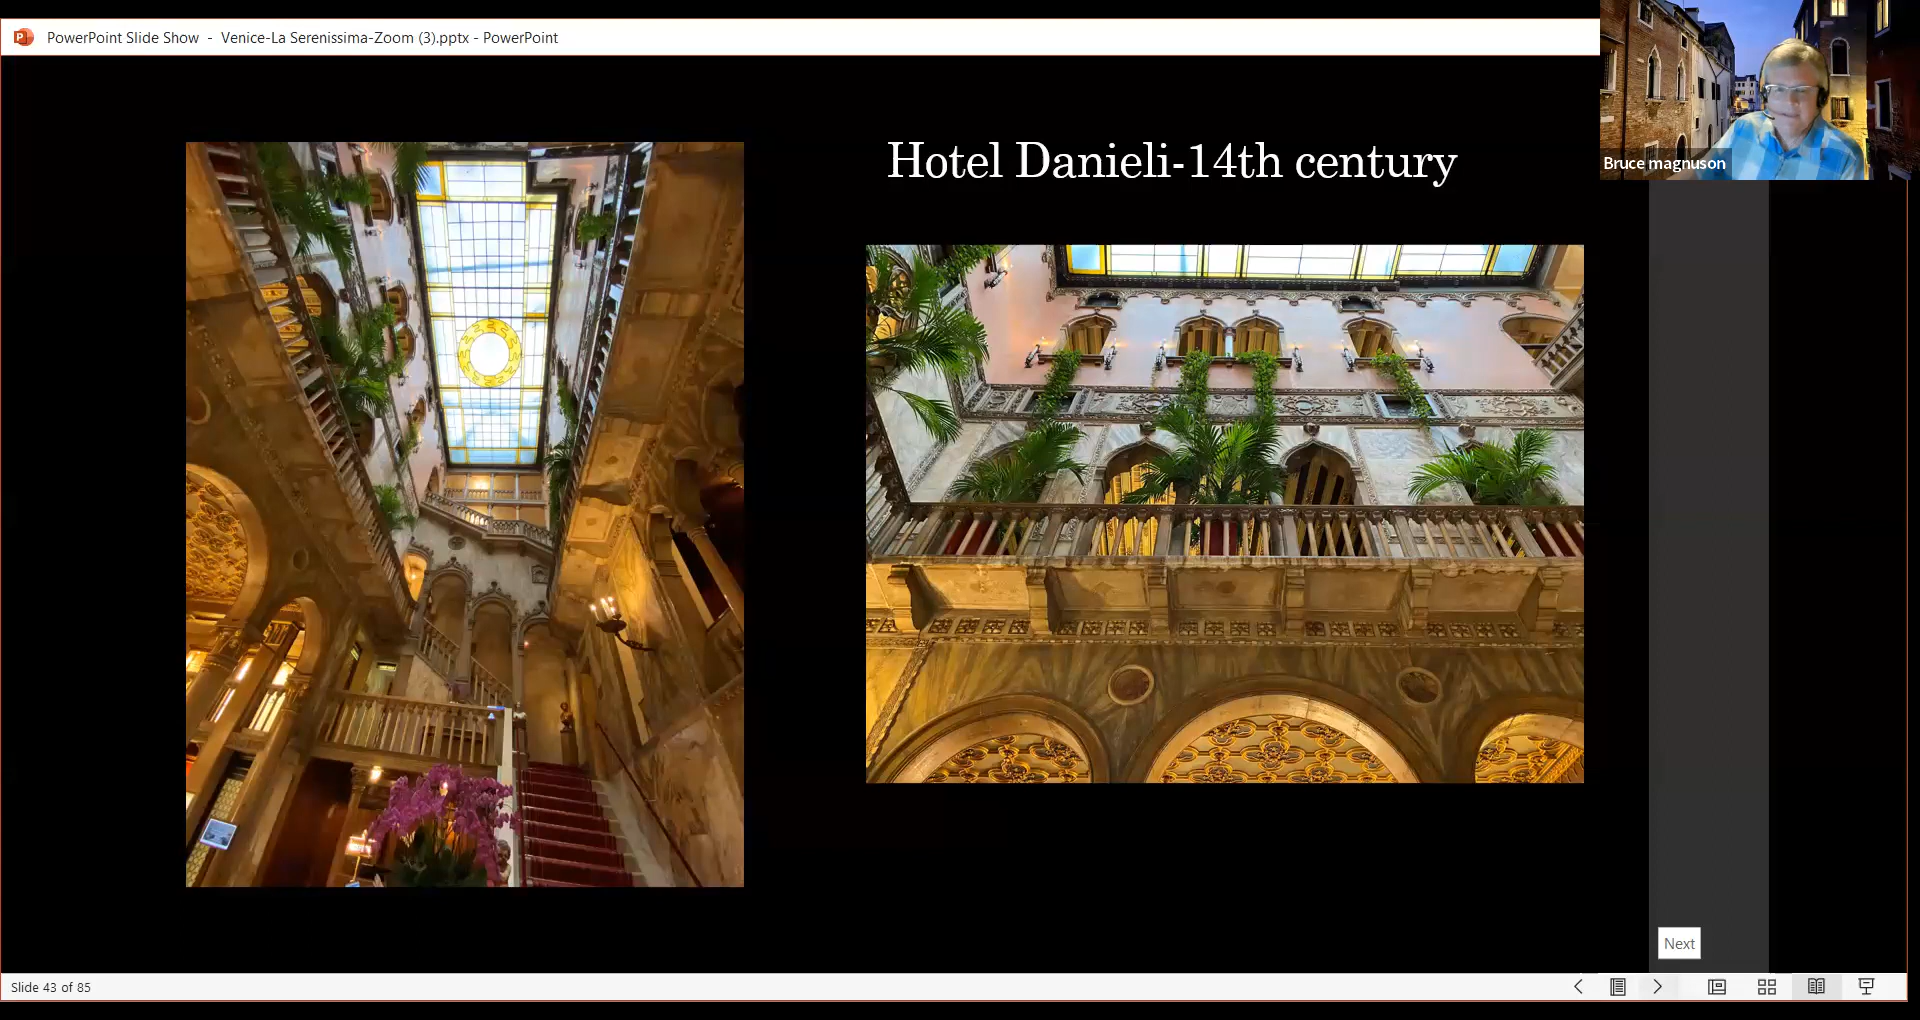 PowerPoint Slide Show - Venice-La Serenissima-Zoom (3).pptx - PowerPoint
Hotel Danieli-14th century
Bruce magnuson
Next
Slide 43 of 85